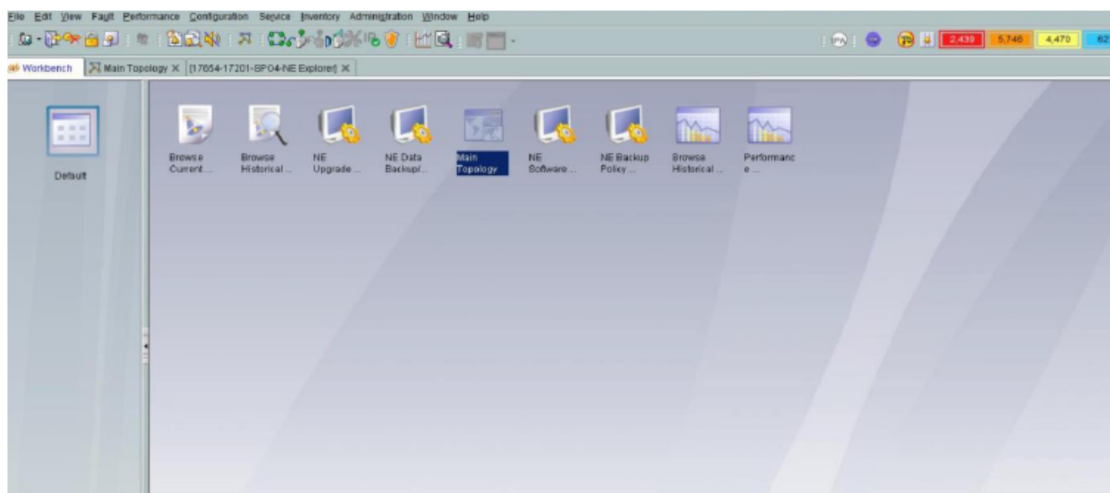 File Edit View Fault Performance Configuration Service Inventory Administration Window Help
2,439 5,746 4,470
Workbench Main Topology [17654-17201-SP04-NE Explorer]
Default
Browse Current ...
Browse Historical ...
NE Upgrade ...
NE Data Backup/...
Main Topology
NE Software ...
NE Backup Policy ...
Browse Historical ...
Performanc e ...